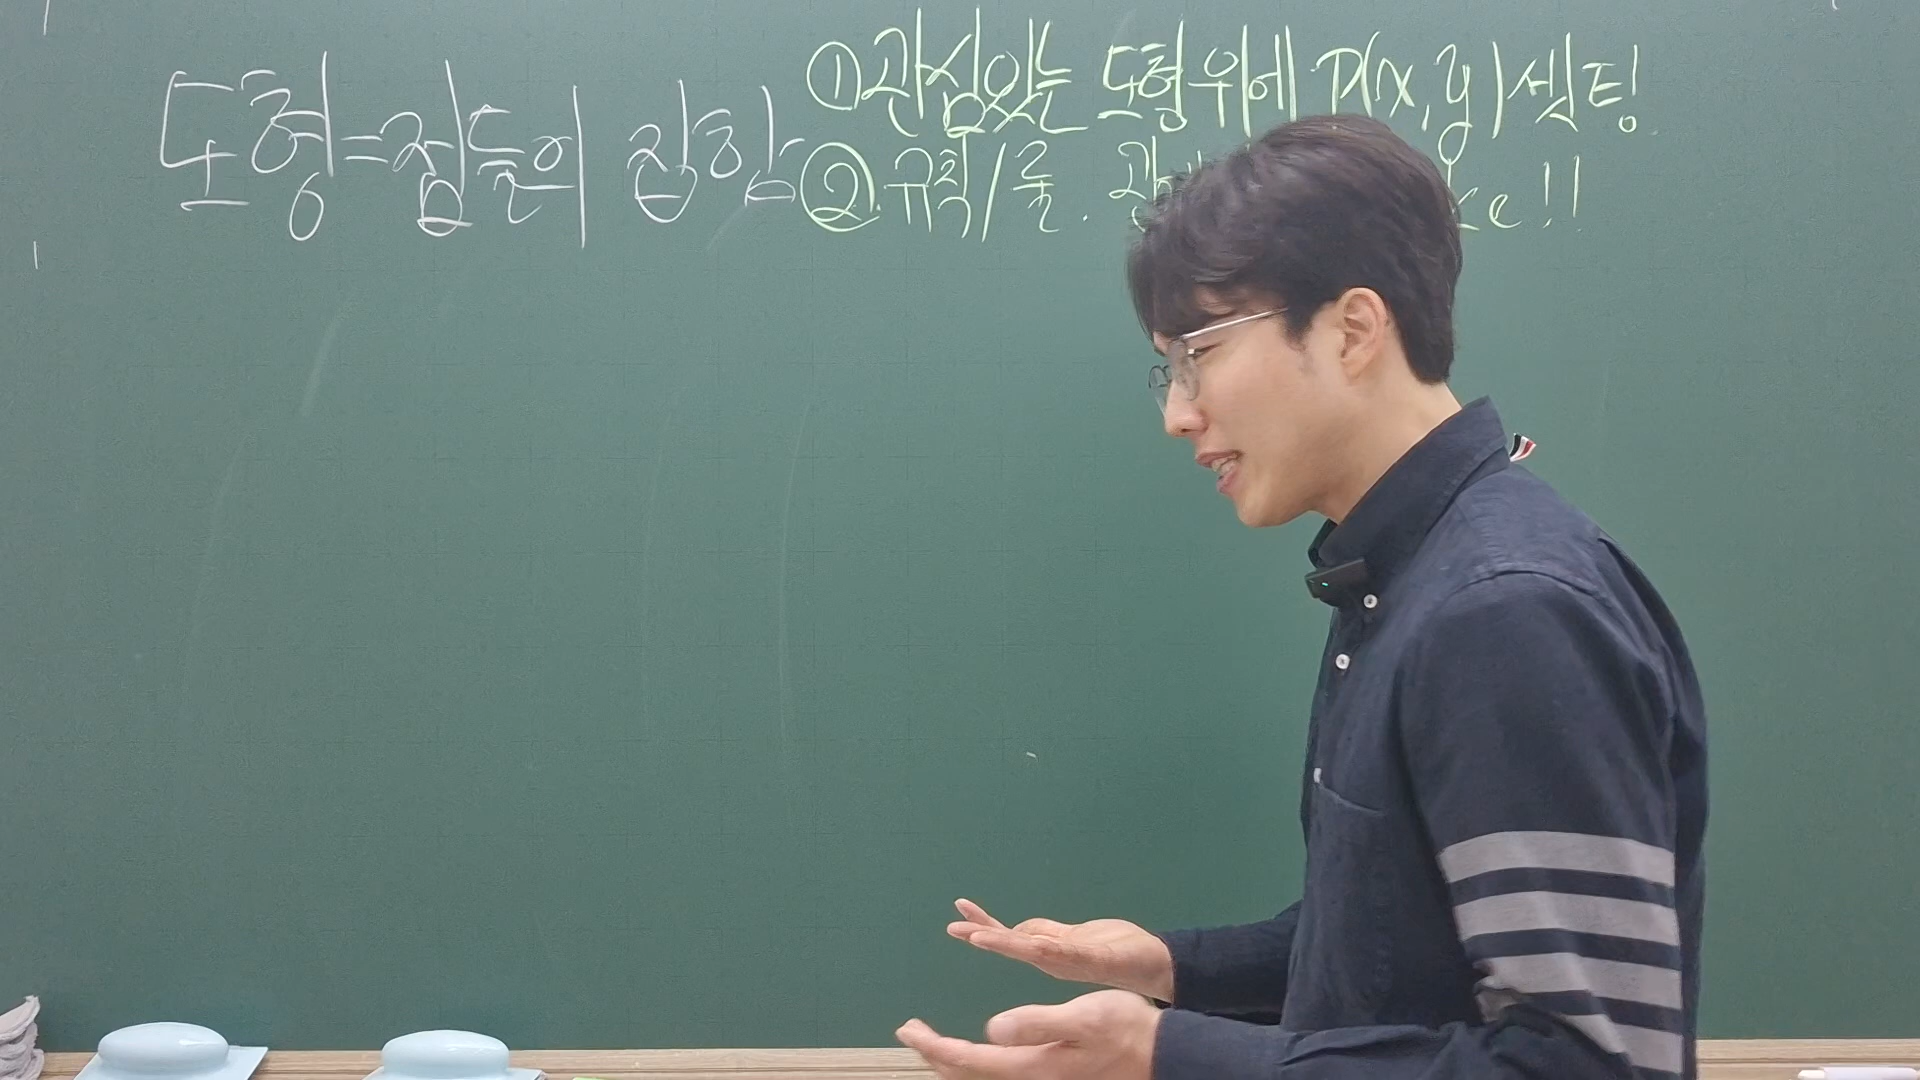 도형=점들의 집합
①관심있는 도형위에 P(x,y)셋팅
②규칙/룰.